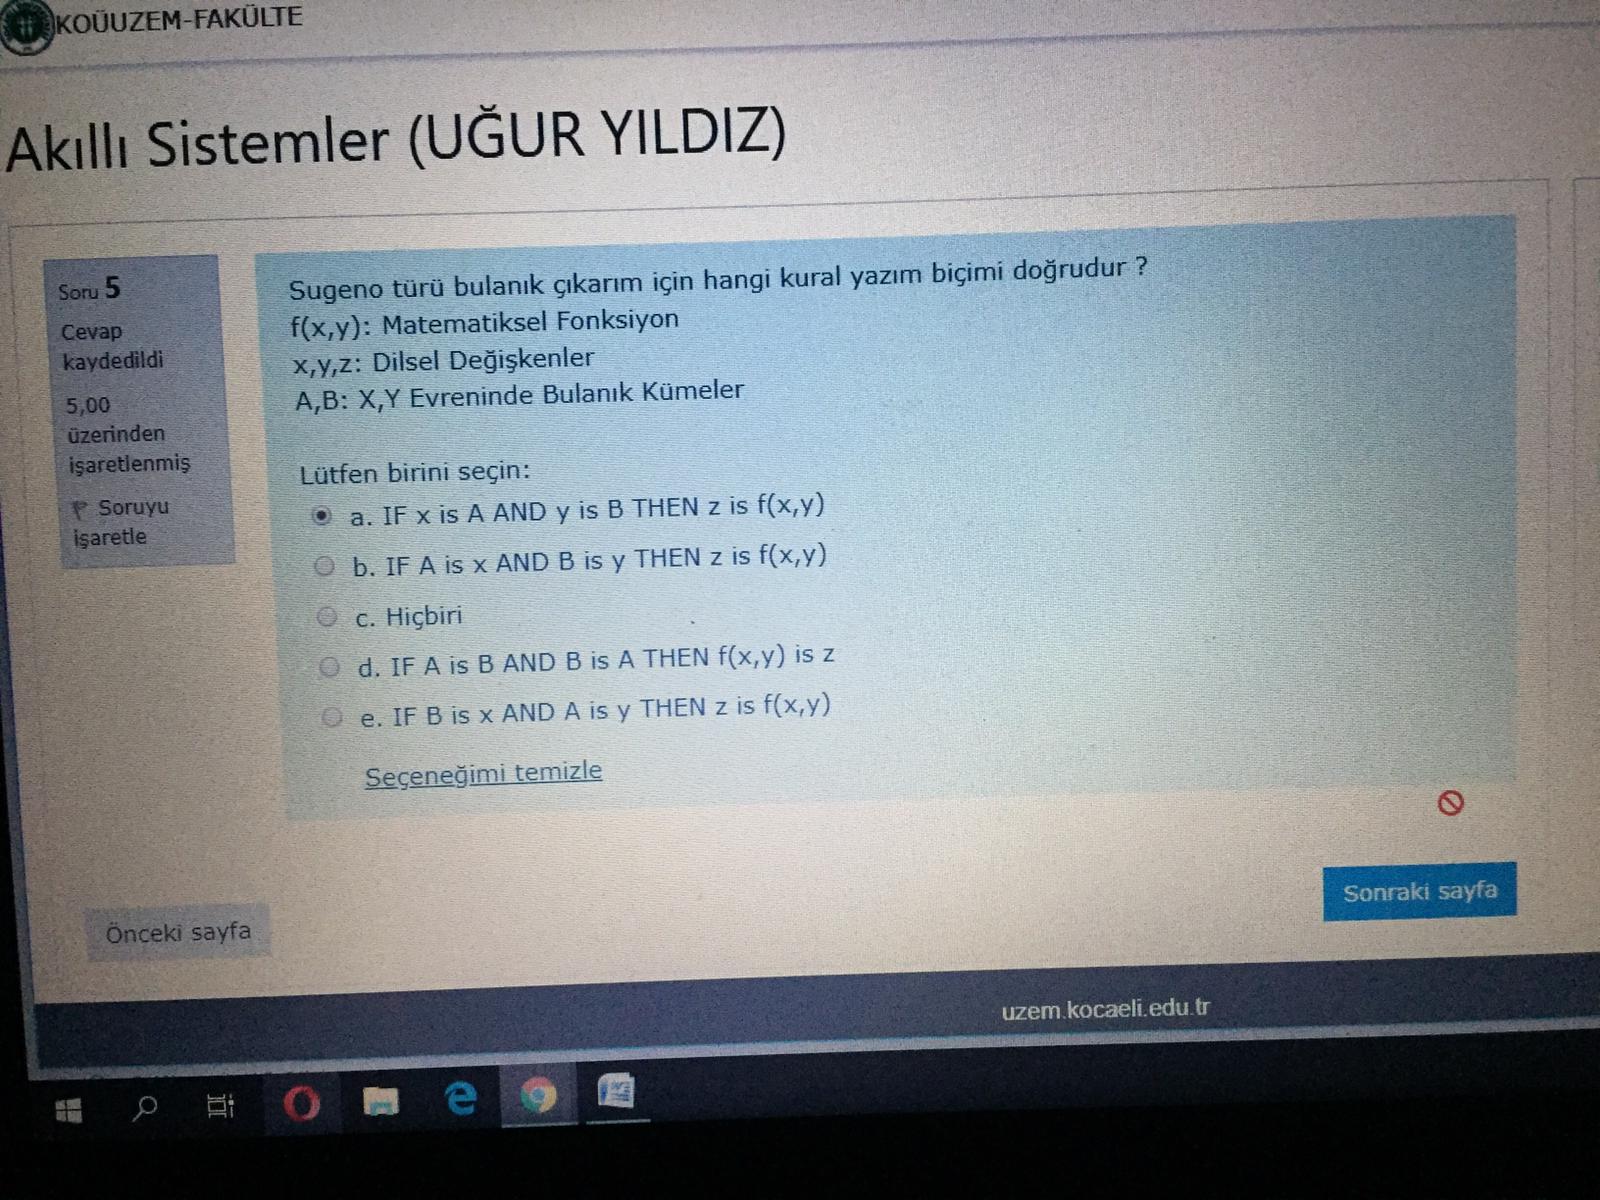 KOÜUZEM-FAKÜLTE
Akıllı Sistemler (UĞUR YILDIZ)
Soru 5
Cevap
kaydedildi
5,00
üzerinden
işaretlenmiş
Soruyu
işaretle
Sugeno türü bulanık çıkarım için hangi kural yazım biçimi doğrudur ?
f(x,y): Matematiksel Fonksiyon
x,y,z: Dilsel Değişkenler
A,B: X,Y Evreninde Bulanık Kümeler
Lütfen birini seçin:
a. IF x is A AND y is B THEN z is f(x,y)
b. IF A is x AND B is y THEN z is f(x,y)
c. Hiçbiri
d. IF A is B AND B is A THEN f(x,y) is z
e. IF B is x AND A is y THEN z is f(x,y)
Seçeneğimi temizle
Sonraki sayfa
Önceki sayfa
uzem.kocaeli.edu.tr